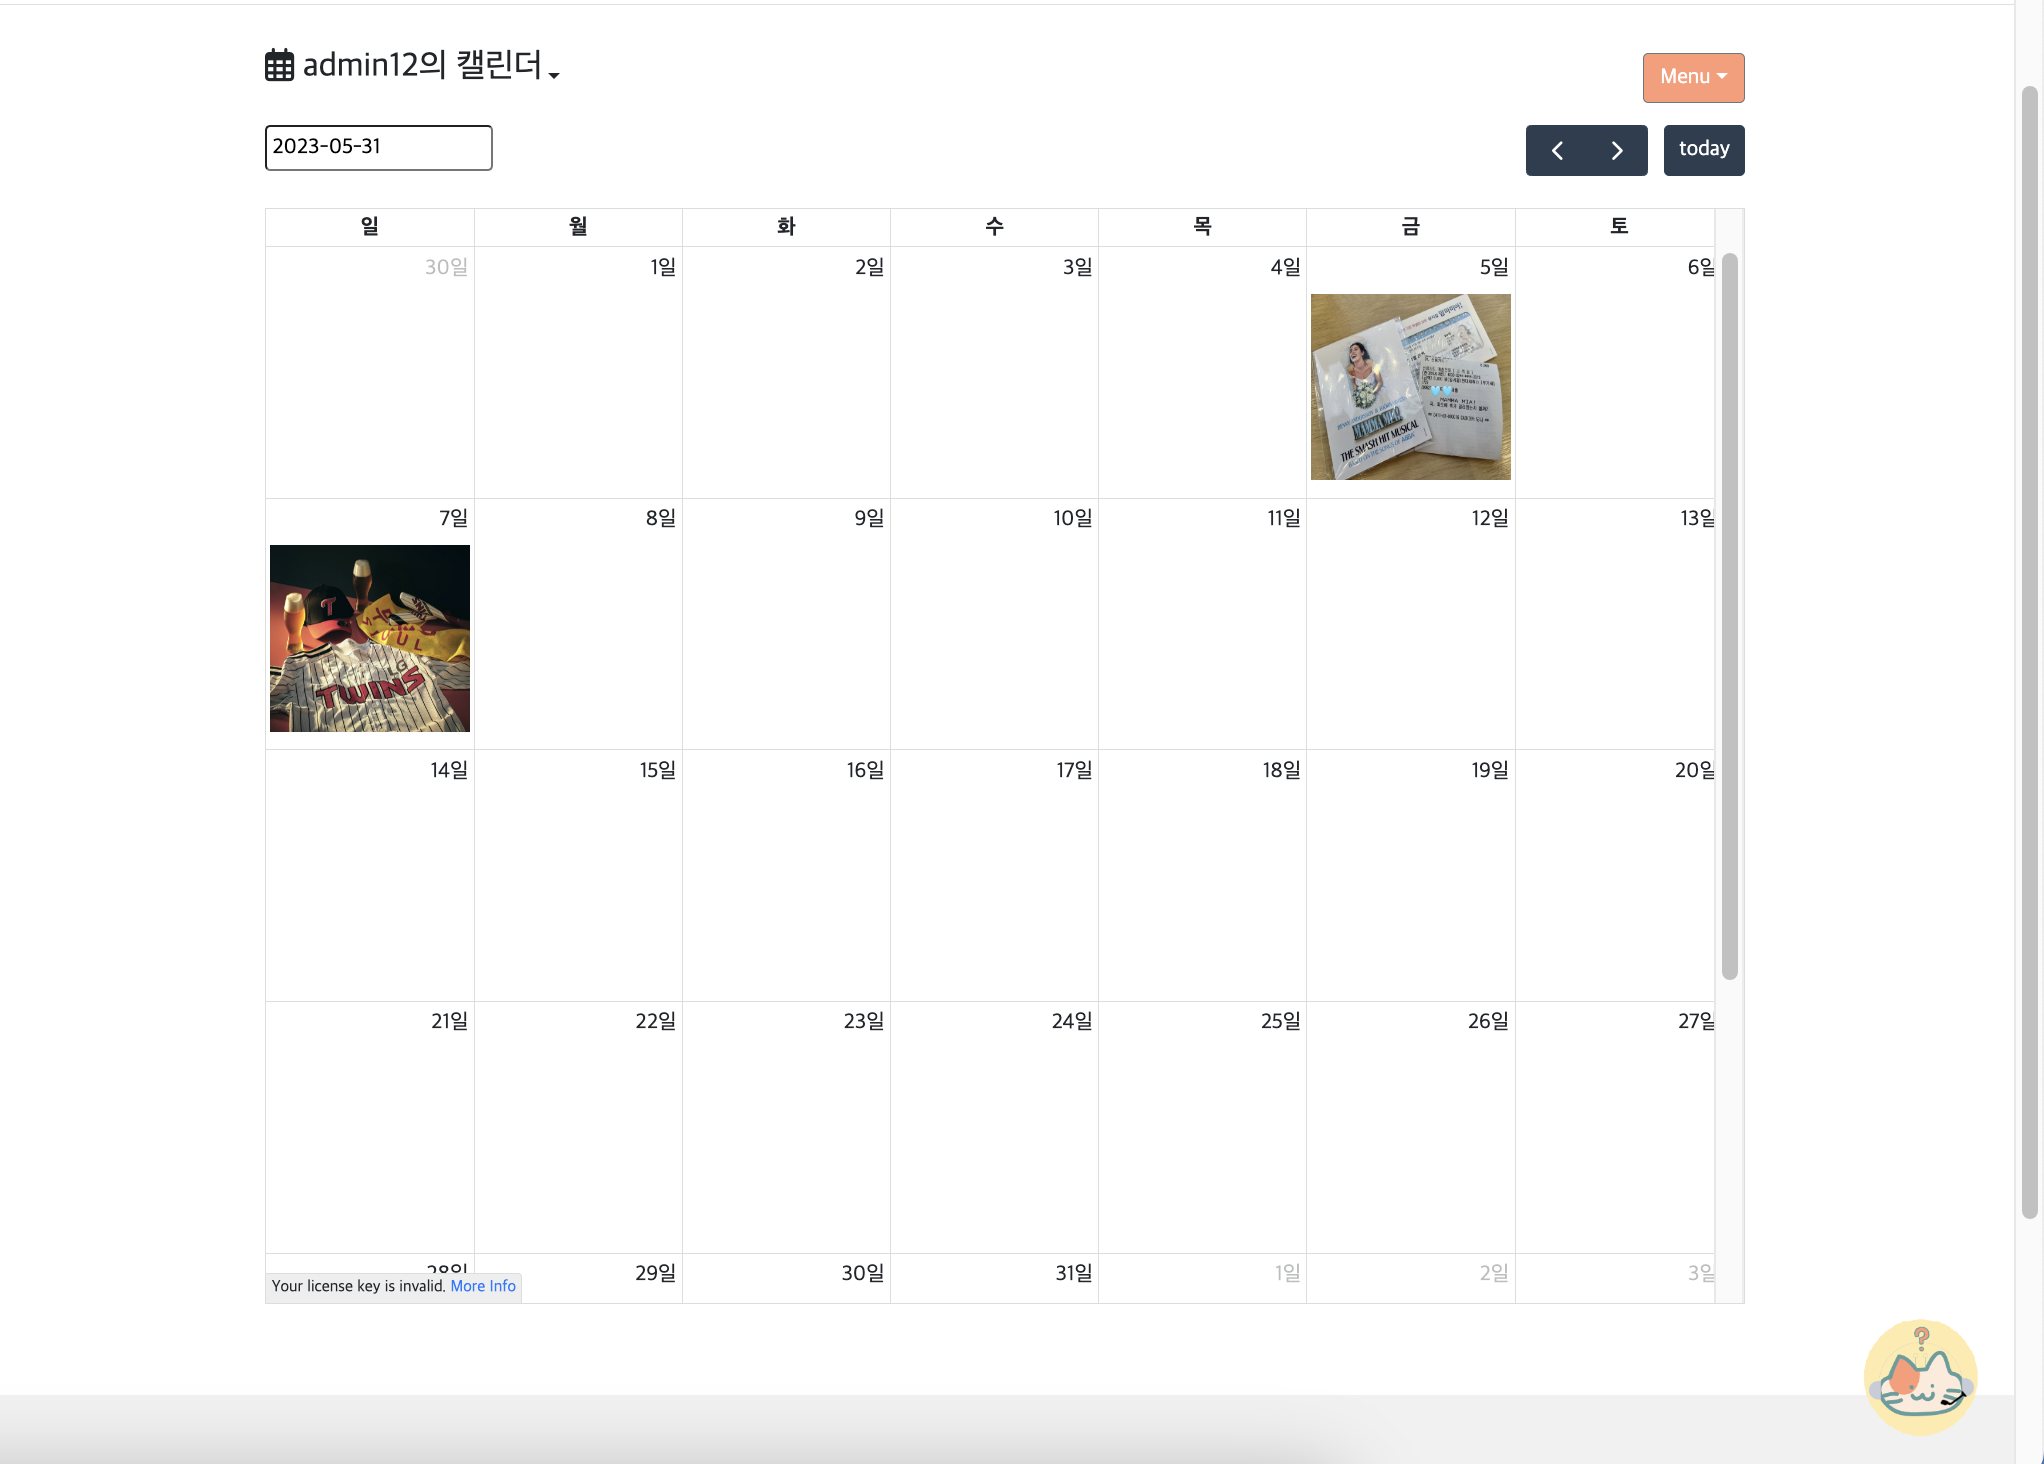 admin12의 캘린더
Menu
2023-05-31
today
일 월 화 수 목 금 토
30일 1일 2일 3일 4일 5일 6일
MAMMA MIA!
THE SMASH HIT MUSICAL
MAMMA MIA!
7일 8일 9일 10일 11일 12일 13일
T
SEOUL
LG
TWINS
14일 15일 16일 17일 18일 19일 20일
21일 22일 23일 24일 25일 26일 27일
28일 29일 30일 31일 1일 2일 3일
Your license key is invalid. More Info
?